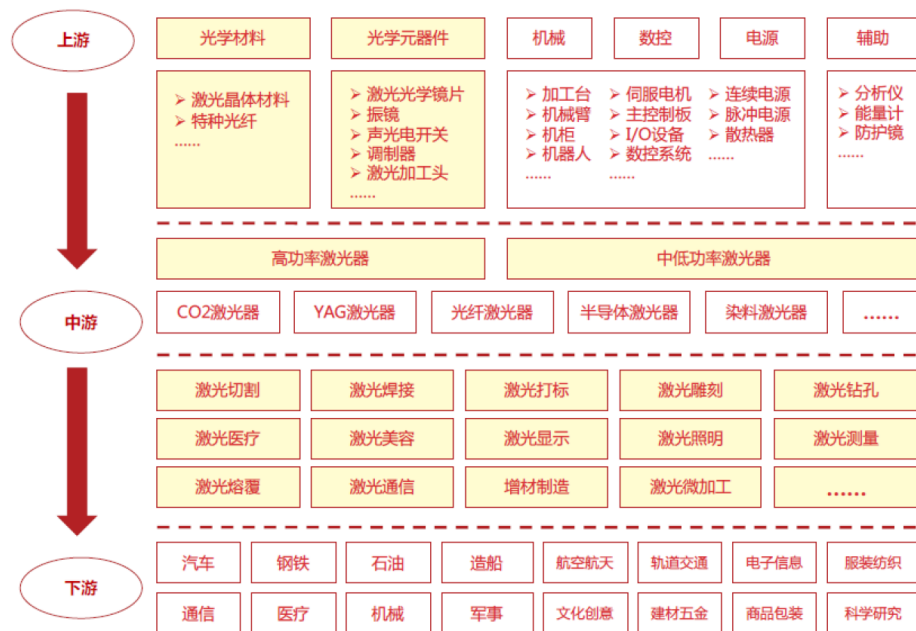 上游
光学材料
光学元器件
机械
数控
电源
辅助
➢ 激光晶体材料
➢ 特种光纤
……
➢ 激光光学镜片
➢ 振镜
➢ 声光电开关
➢ 调制器
➢ 激光加工头
……
➢ 加工台
➢ 机械臂
➢ 机柜
➢ 机器人
……
➢ 伺服电机
➢ 主控制板
➢ I/O设备
➢ 数控系统
……
➢ 连续电源
➢ 脉冲电源
➢ 散热器
……
➢ 分析仪
➢ 能量计
➢ 防护镜
……
高功率激光器
中低功率激光器
中游
CO2激光器
YAG激光器
光纤激光器
半导体激光器
染料激光器
……
激光切割
激光焊接
激光打标
激光雕刻
激光钻孔
激光医疗
激光美容
激光显示
激光照明
激光测量
激光熔覆
激光通信
增材制造
激光微加工
……
下游
汽车
钢铁
石油
造船
航空航天
轨道交通
电子信息
服装纺织
通信
医疗
机械
军事
文化创意
建材五金
商品包装
科学研究